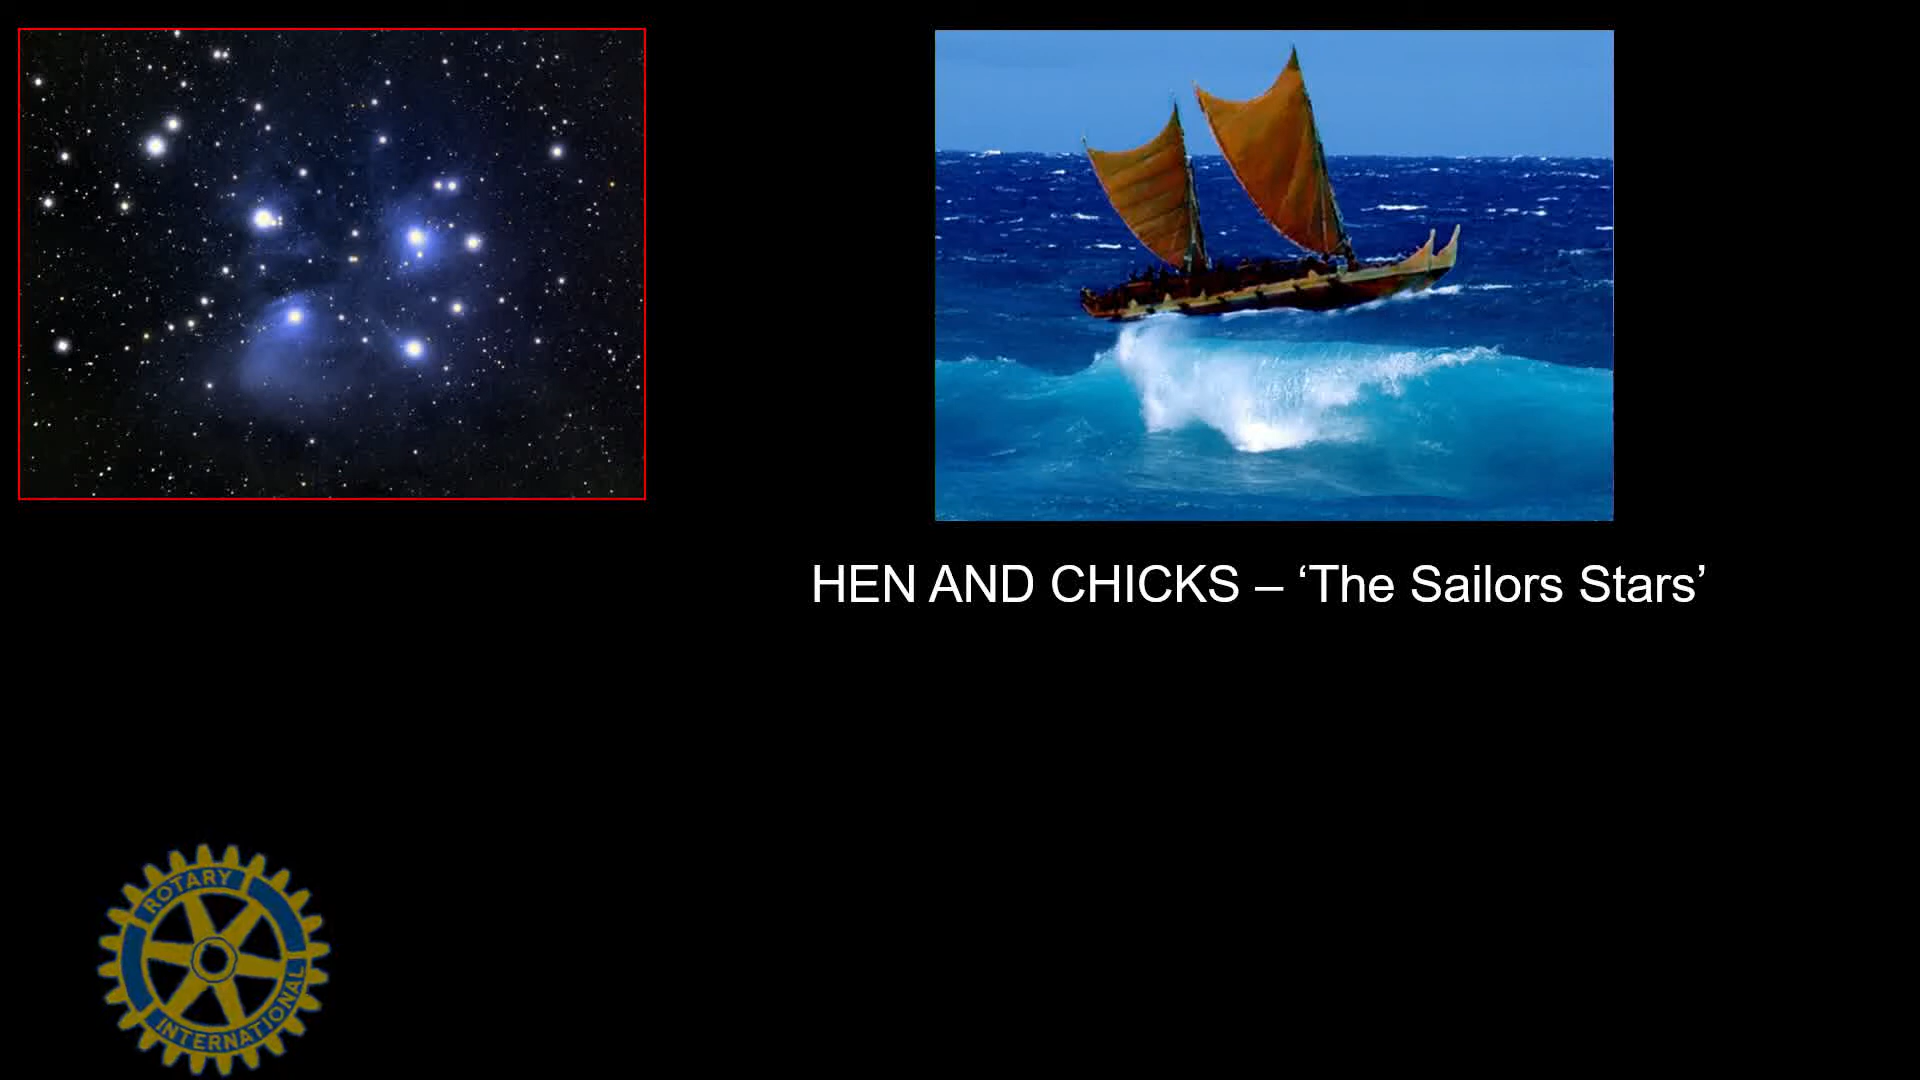 HEN AND CHICKS – ‘The Sailors Stars’
ROTARY
INTERNATIONAL